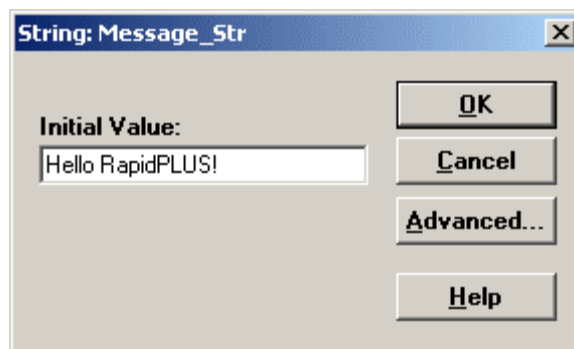 String: Message_Str
Initial Value:
Hello RapidPLUS!
OK
Cancel
Advanced...
Help